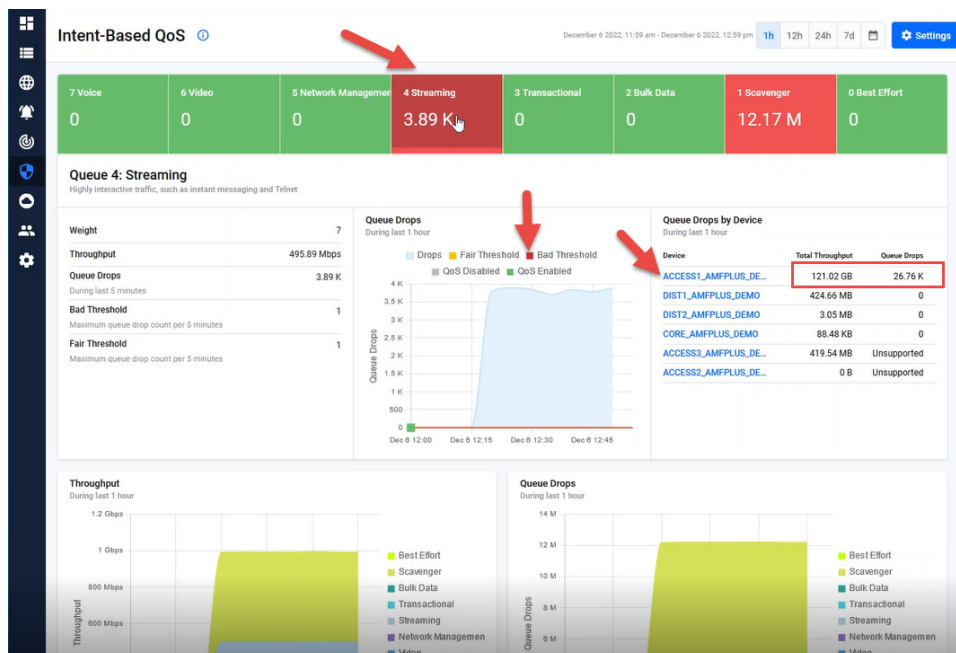 Intent-Based QoS
December 6 2022, 11:59 am - December 6 2022, 12:59 pm
1h 12h 24h 7d
Settings
7 Voice 6 Video 5 Network Managemer 4 Streaming 3 Transactional 2 Bulk Data 1 Scavenger 0 Best Effort
0 0 0 3.89 K 0 0 12.17 M 0
Queue 4: Streaming
Highly interactive traffic, such as instant messaging and Telnet
Weight 7
Throughput 495.89 Mbps
Queue Drops 3.89 K
During last 5 minutes
Bad Threshold 1
Maximum queue drop count per 5 minutes
Fair Threshold 1
Maximum queue drop count per 5 minutes
Queue Drops
During last 1 hour
Drops Fair Threshold Bad Threshold
QoS Disabled QoS Enabled
Queue Drops
4 K
3.5 K
3 K
2.5 K
2 K
1.5 K
1 K
500
0
Dec 6 12:00 Dec 6 12:15 Dec 6 12:30 Dec 6 12:45
Queue Drops by Device
During last 1 hour
Device Total Throughput Queue Drops
ACCESS1_AMFPLUS_DE... 121.02 GB 26.76 K
DIST1_AMFPLUS_DEMO 424.66 MB 0
DIST2_AMFPLUS_DEMO 3.05 MB 0
CORE_AMFPLUS_DEMO 88.48 KB 0
ACCESS3_AMFPLUS_DE... 419.54 MB Unsupported
ACCESS2_AMFPLUS_DE... 0 B Unsupported
Throughput
During last 1 hour
Throughput
1.2 Gbps
1 Gbps
800 Mbps
600 Mbps
Best Effort
Scavenger
Bulk Data
Transactional
Streaming
Network Managemen
Video
Queue Drops
During last 1 hour
Queue Drops
14 M
12 M
10 M
8 M
6 M
Best Effort
Scavenger
Bulk Data
Transactional
Streaming
Network Managemen
Video